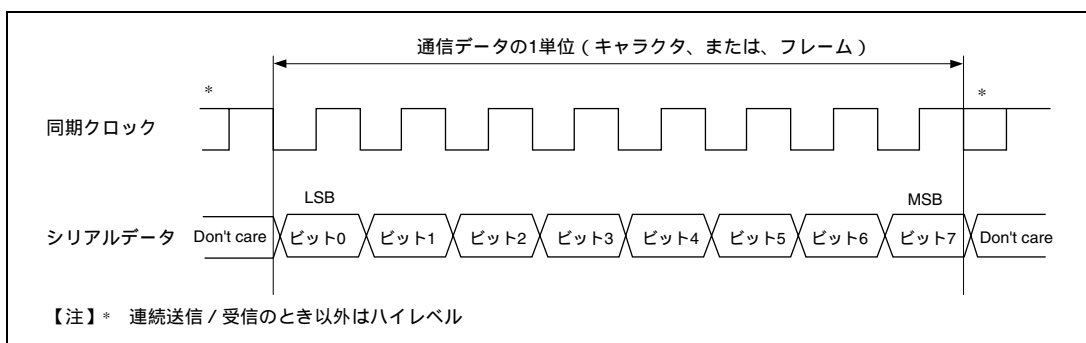 通信データの1単位（キャラクタ、または、フレーム）
* *
同期クロック
LSB MSB
シリアルデータ Don't care ビット0 ビット1 ビット2 ビット3 ビット4 ビット5 ビット6 ビット7 Don't care
【注】* 連続送信／受信のとき以外はハイレベル